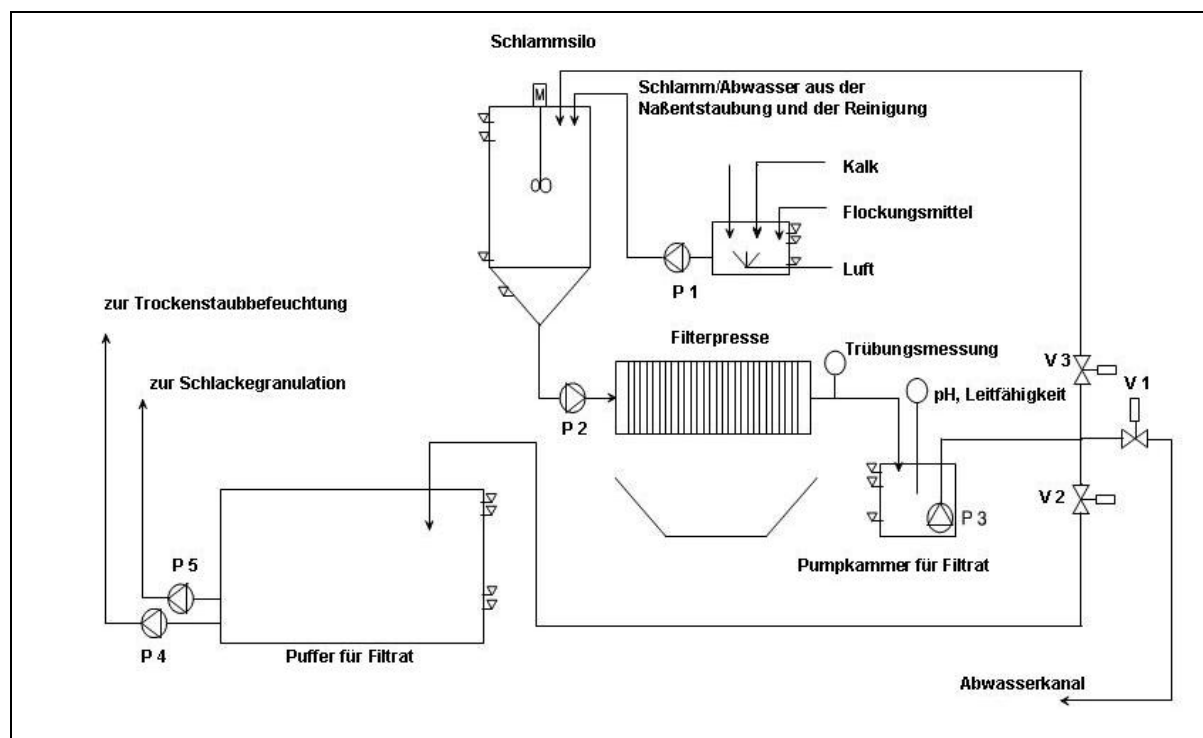 Schlammsilo
M
Schlamm/Abwasser aus der
Naßentstaubung und der Reinigung
Kalk
Flockungsmittel
Luft
P 1
zur Trockenstaubbefeuchtung
Filterpresse
Trübungsmessung
V 3
V 1
zur Schlackegranulation
pH, Leitfähigkeit
P 2
V 2
P 3
Pumpkammer für Filtrat
P 5
P 4
Puffer für Filtrat
Abwasserkanal